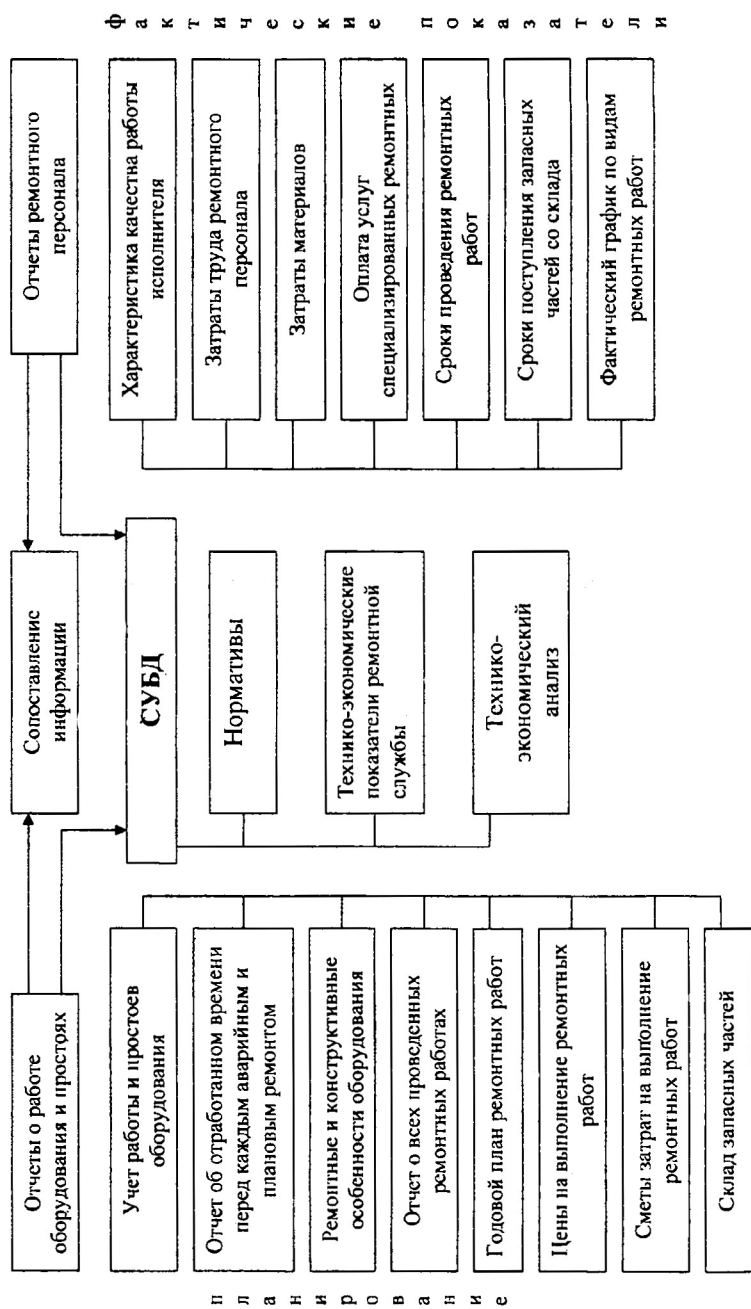 Отчеты о работе
оборудования и простоях
Сопоставление
информации
Отчеты ремонтного
персонала
СУБД
Нормативы
Технико-экономические
показатели ремонтной
службы
Технико-
экономический
анализ
планирование
Учет работы и простоев
оборудования
Отчет об отработанном времени
перед каждым аварийным и
плановым ремонтом
Ремонтные и конструктивные
особенности оборудования
Отчет о всех проведенных
ремонтных работах
Годовой план ремонтных работ
Цены на выполнение ремонтных
работ
Сметы затрат на выполнение
ремонтных работ
Склад запасных частей
Характеристика качества работы
исполнителя
Затраты труда ремонтного
персонала
Затраты материалов
Оплата услуг
специализированных ремонтных
Сроки проведения ремонтных
работ
Сроки поступления запасных
частей со склада
Фактический график по видам
ремонтных работ
фактические показатели